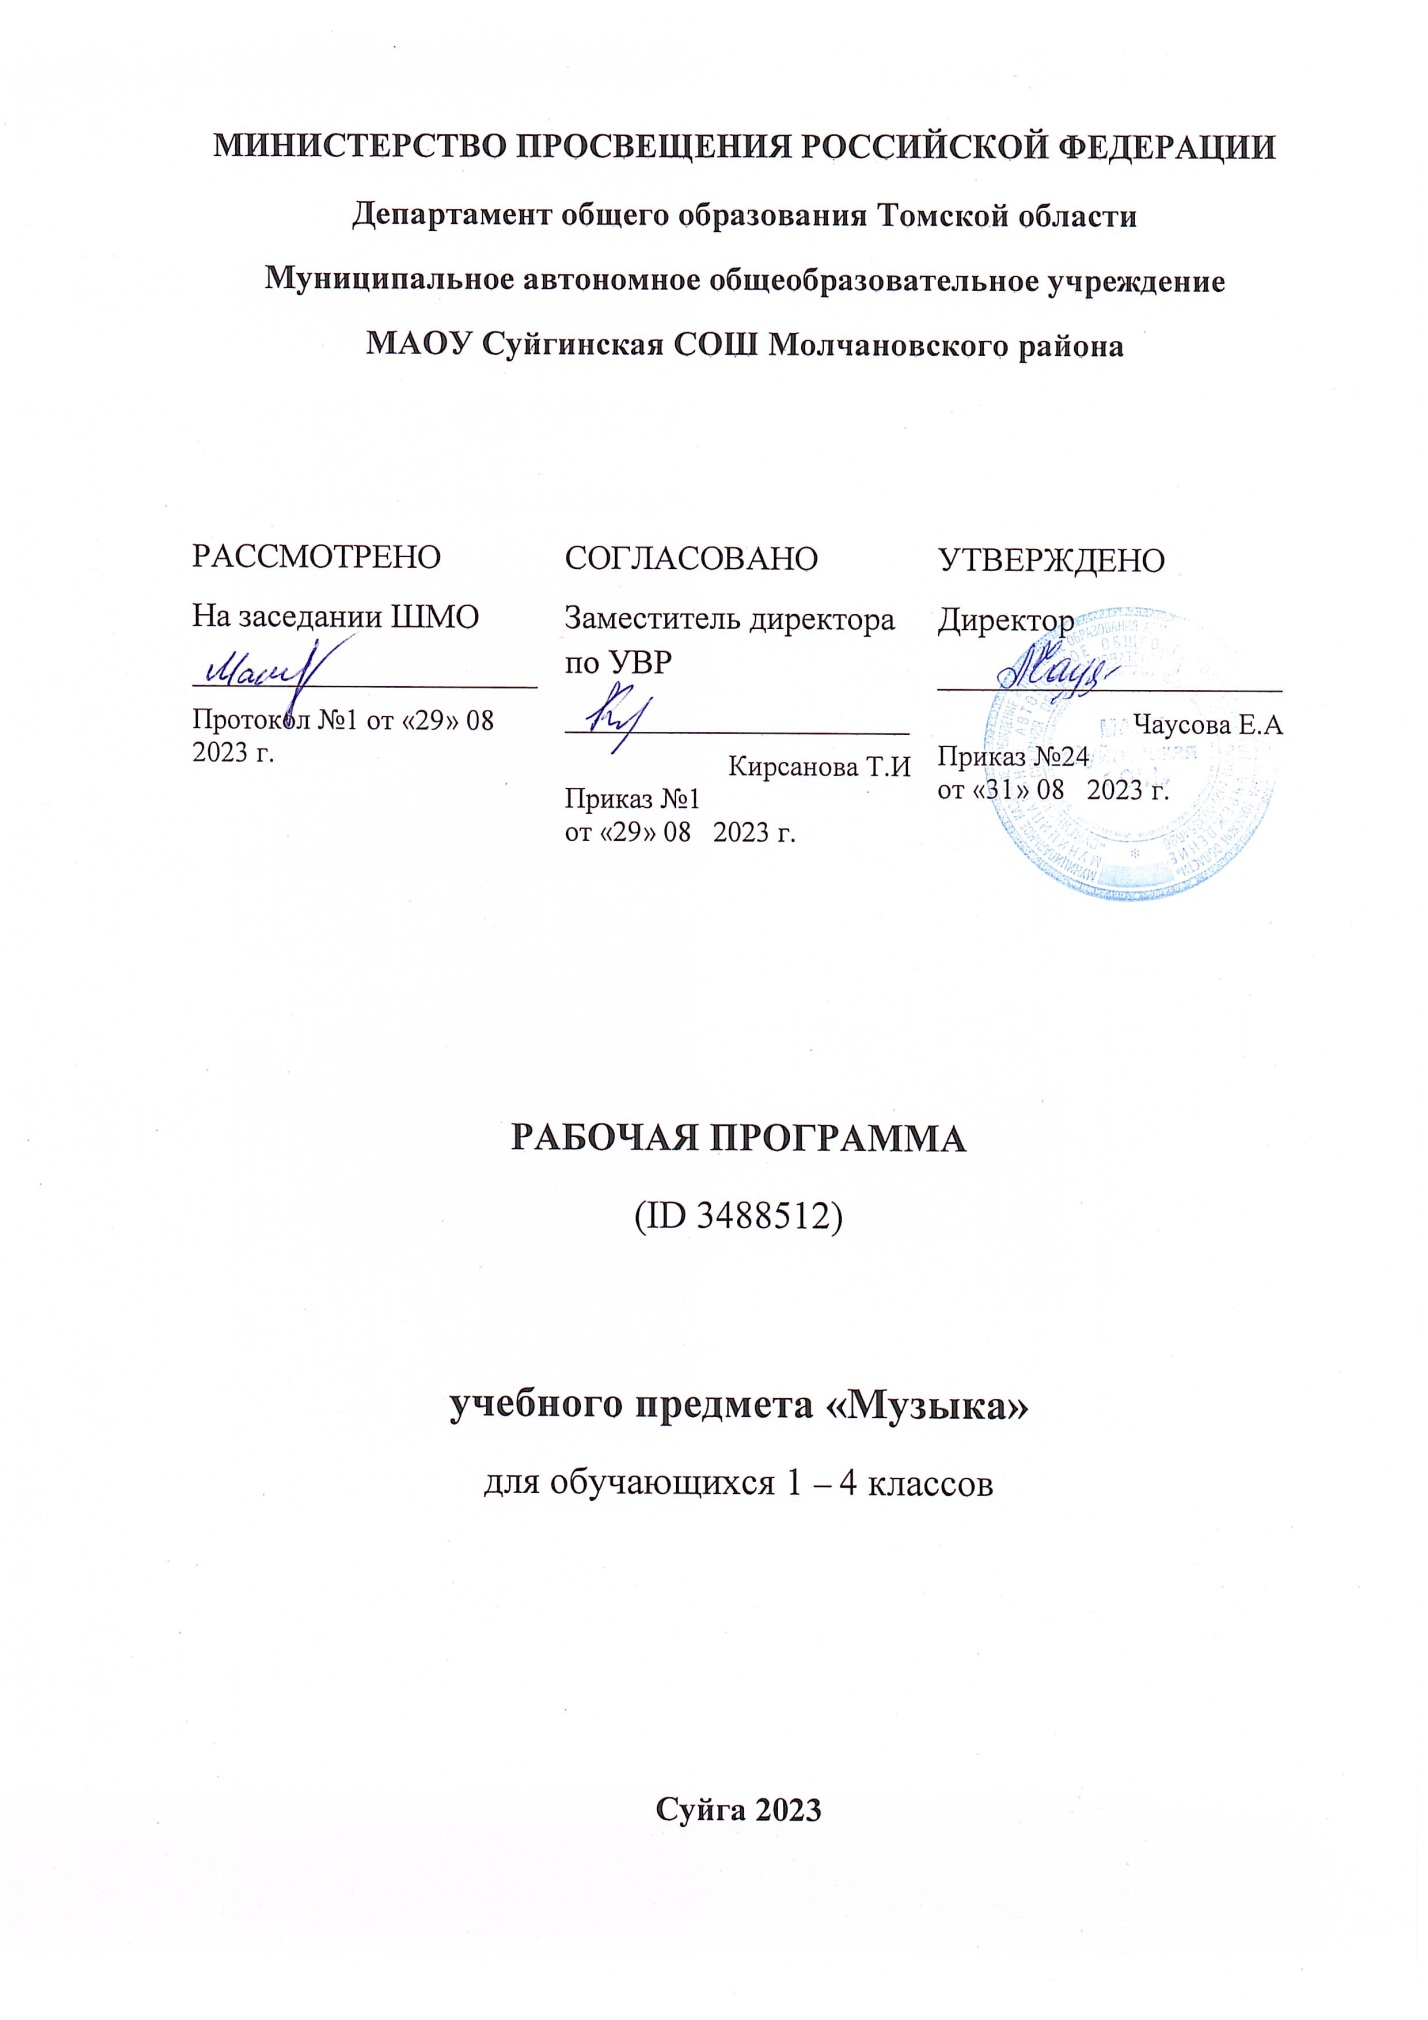 МИНИСТЕРСТВО ПРОСВЕЩЕНИЯ РОССИЙСКОЙ ФЕДЕРАЦИИ
Департамент общего образования Томской области
Муниципальное автономное общеобразовательное учреждение
МАОУ Суйгинская СОШ Молчановского района
РАССМОТРЕНО
На заседании ШМО
Протокол №1 от «29» 08
2023 г.
СОГЛАСОВАНО
Заместитель директора
по УВР
Кирсанова Т.И
Приказ №1
от «29» 08 2023 г.
УТВЕРЖДЕНО
Директор
Чаусова Е.А
Приказ №24
от «31» 08 2023 г.
РАБОЧАЯ ПРОГРАММА
(ID 3488512)
учебного предмета «Музыка»
для обучающихся 1 – 4 классов
Суйга 2023